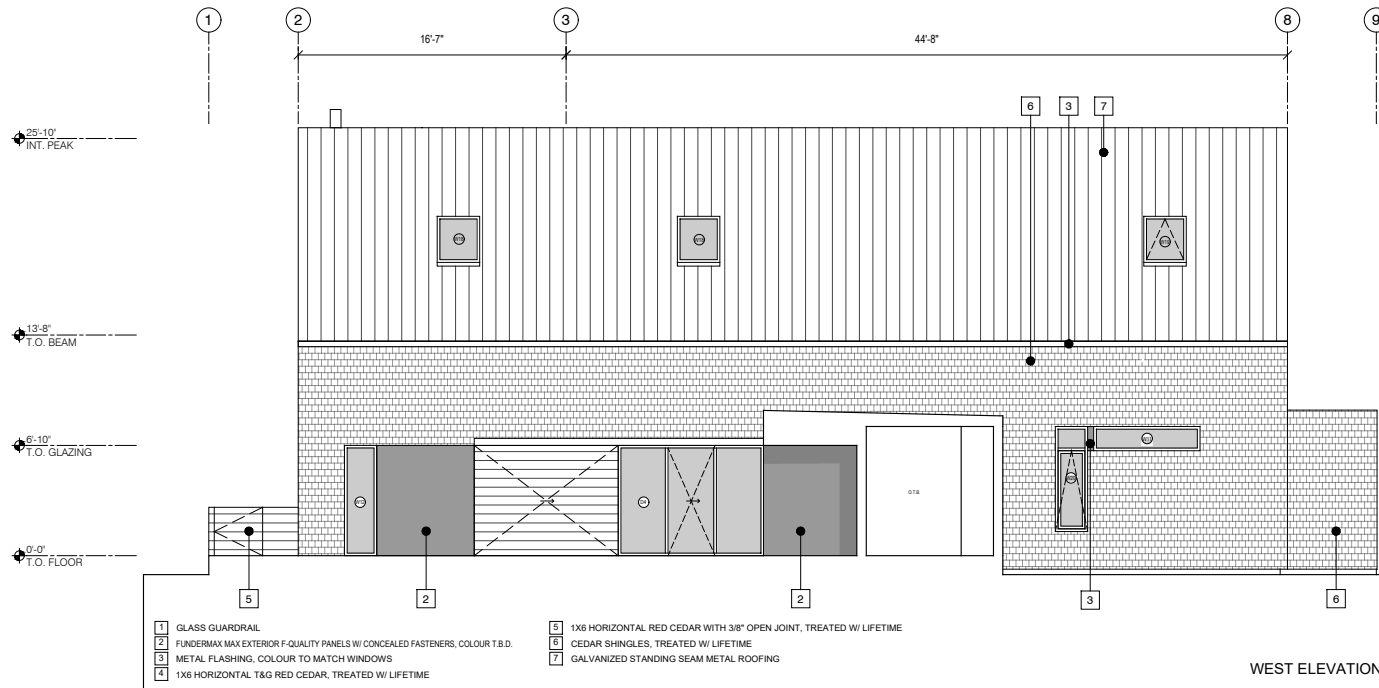 1 2 3 8 9
16'-7" 44'-8"
6 3 7
25'-10"
INT. PEAK
13'-8"
T.O. BEAM
6'-10"
T.O. GLAZING
0'-0"
T.O. FLOOR
O.T.B.
5 2 2 3 6
1 GLASS GUARDRAIL
2 FUNDERMAX MAX EXTERIOR F-QUALITY PANELS W/ CONCEALED FASTENERS, COLOUR T.B.D.
3 METAL FLASHING, COLOUR TO MATCH WINDOWS
4 1X6 HORIZONTAL T&G RED CEDAR, TREATED W/ LIFETIME
5 1X6 HORIZONTAL RED CEDAR WITH 3/8" OPEN JOINT, TREATED W/ LIFETIME
6 CEDAR SHINGLES, TREATED W/ LIFETIME
7 GALVANIZED STANDING SEAM METAL ROOFING
WEST ELEVATION